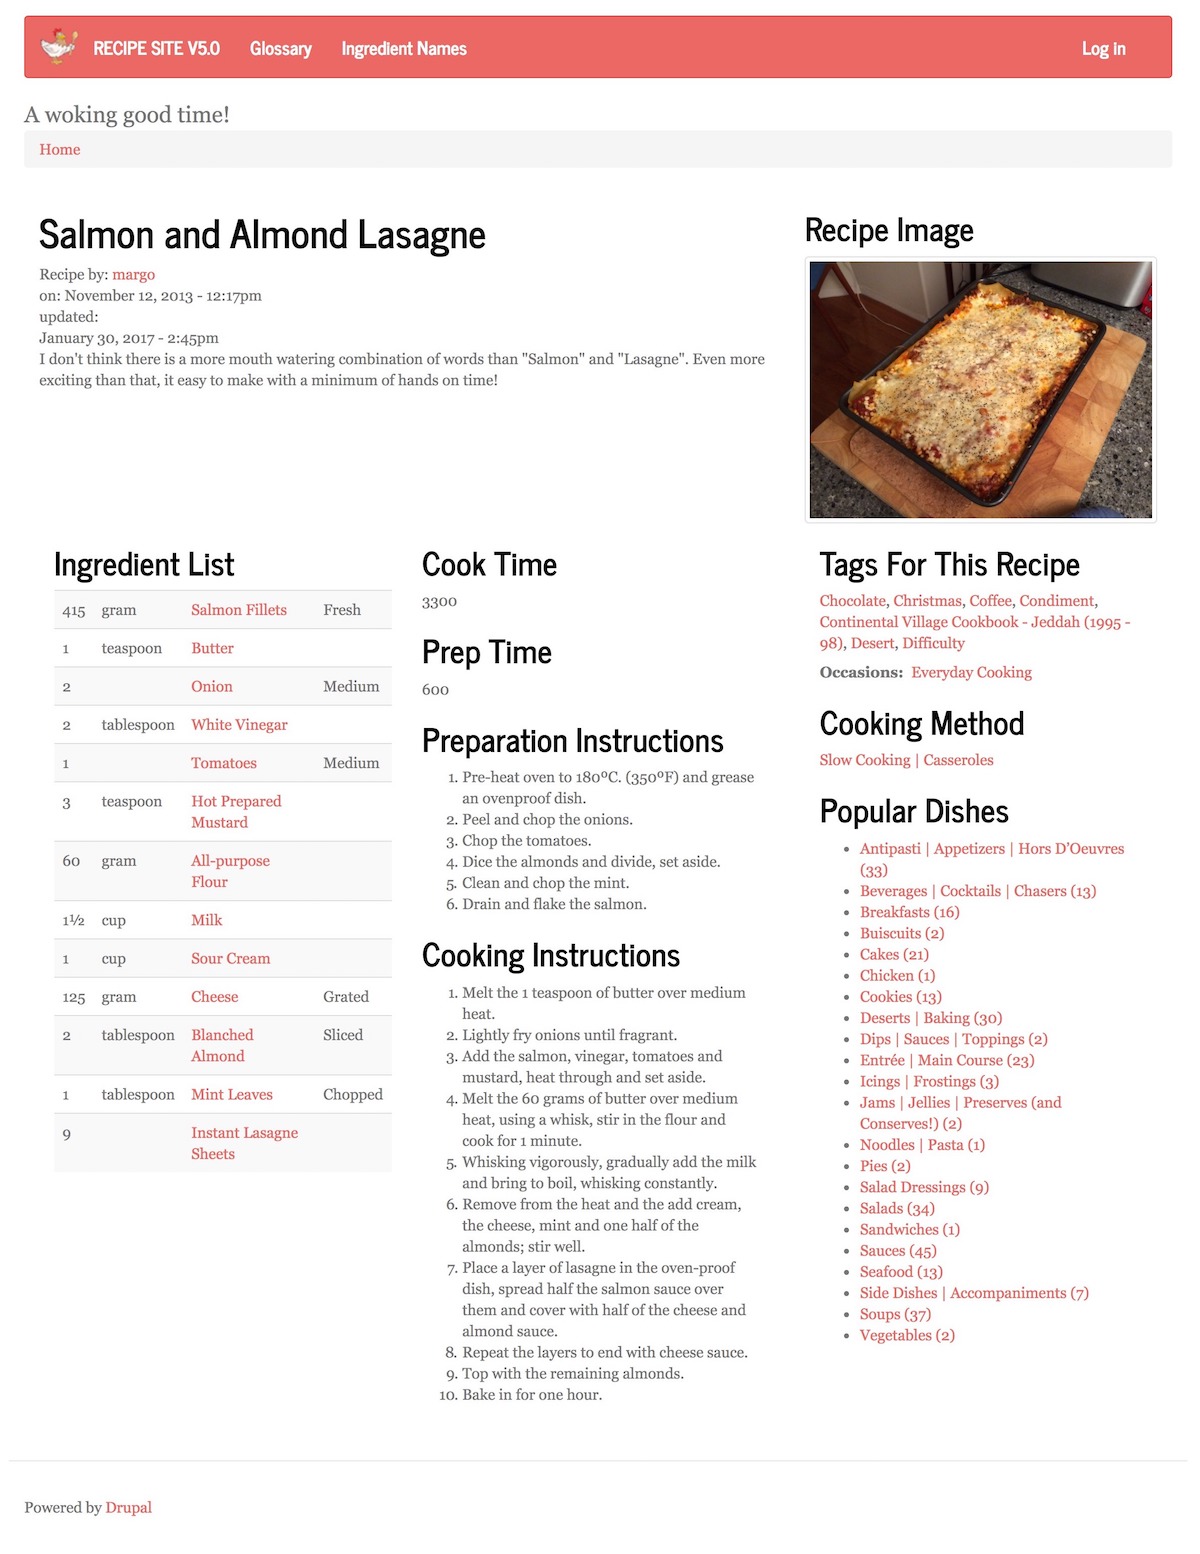 RECIPE SITE V5.0 Glossary Ingredient Names Log in
A woking good time!
Home
Salmon and Almond Lasagne
Recipe by: margo
on: November 12, 2013 - 12:17pm
updated:
January 30, 2017 - 2:45pm
I don't think there is a more mouth watering combination of words than "Salmon" and "Lasagne". Even more
exciting than that, it easy to make with a minimum of hands on time!
Recipe Image
Ingredient List
415 gram Salmon Fillets Fresh
1 teaspoon Butter
2 Onion Medium
2 tablespoon White Vinegar
1 Tomatoes Medium
3 teaspoon Hot Prepared
Mustard
60 gram All-purpose
Flour
1½ cup Milk
1 cup Sour Cream
125 gram Cheese Grated
2 tablespoon Blanched Sliced
Almond
1 tablespoon Mint Leaves Chopped
9 Instant Lasagne
Sheets
Cook Time
3300
Prep Time
600
Preparation Instructions
1. Pre-heat oven to 180ºC. (350ºF) and grease
an ovenproof dish.
2. Peel and chop the onions.
3. Chop the tomatoes.
4. Dice the almonds and divide, set aside.
5. Clean and chop the mint.
6. Drain and flake the salmon.
Cooking Instructions
1. Melt the 1 teaspoon of butter over medium
heat.
2. Lightly fry onions until fragrant.
3. Add the salmon, vinegar, tomatoes and
mustard, heat through and set aside.
4. Melt the 60 grams of butter over medium
heat, using a whisk, stir in the flour and
cook for 1 minute.
5. Whisking vigorously, gradually add the milk
and bring to boil, whisking constantly.
6. Remove from the heat and the add cream,
the cheese, mint and one half of the
almonds; stir well.
7. Place a layer of lasagne in the oven-proof
dish, spread half the salmon sauce over
them and cover with half of the cheese and
almond sauce.
8. Repeat the layers to end with cheese sauce.
9. Top with the remaining almonds.
10. Bake in for one hour.
Tags For This Recipe
Chocolate, Christmas, Coffee, Condiment,
Continental Village Cookbook - Jeddah (1995 -
98), Desert, Difficulty
Occasions: Everyday Cooking
Cooking Method
Slow Cooking | Casseroles
Popular Dishes
• Antipasti | Appetizers | Hors D’Oeuvres
(33)
• Beverages | Cocktails | Chasers (13)
• Breakfasts (16)
• Buiscuits (2)
• Cakes (21)
• Chicken (1)
• Cookies (13)
• Deserts | Baking (30)
• Dips | Sauces | Toppings (2)
• Entrée | Main Course (23)
• Icings | Frostings (3)
• Jams | Jellies | Preserves (and
Conserves!) (2)
• Noodles | Pasta (1)
• Pies (2)
• Salad Dressings (9)
• Salads (34)
• Sandwiches (1)
• Sauces (45)
• Seafood (13)
• Side Dishes | Accompaniments (7)
• Soups (37)
• Vegetables (2)
Powered by Drupal